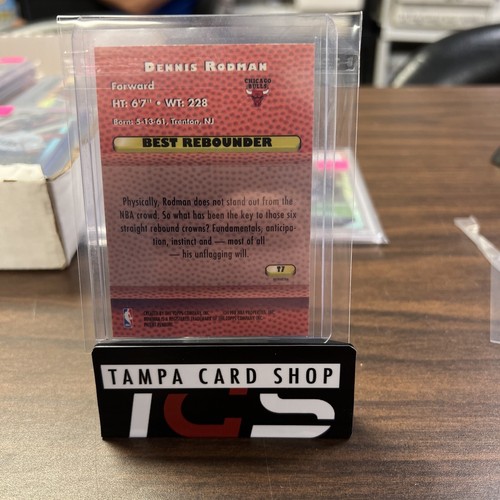 DENNIS RODMAN
Forward
HT: 6'7" • WT: 228
Born: 5-13-61, Trenton, NJ
CHICAGO
BULLS
BEST REBOUNDER
Physically, Rodman does not stand out from the
NBA crowd. So what has been the key to those six
straight rebound crowns? Fundamentals, anticipa-
tion, instinct and — most of all
— his unflagging will.
TAMPA CARD SHOP
TCS